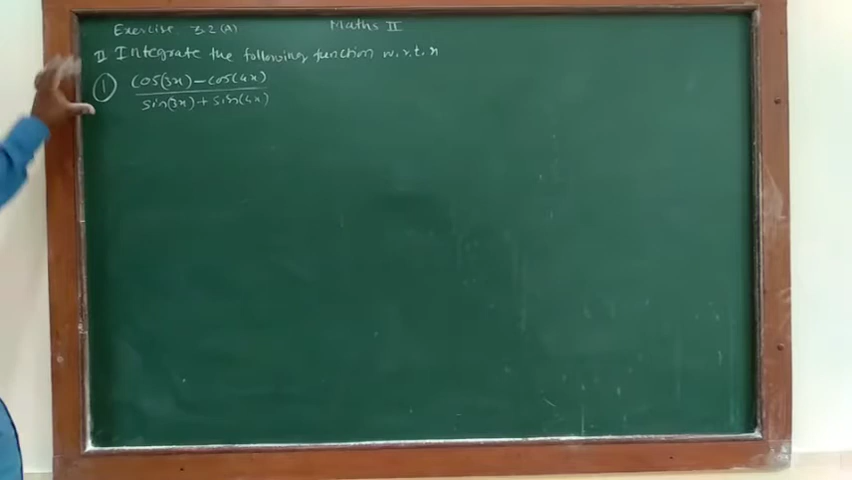 Exercise 3.2 (A) Maths II
II Integrate the following function w.r.t. x
① cos(3x) - cos(4x)
sin(3x) + sin(4x)